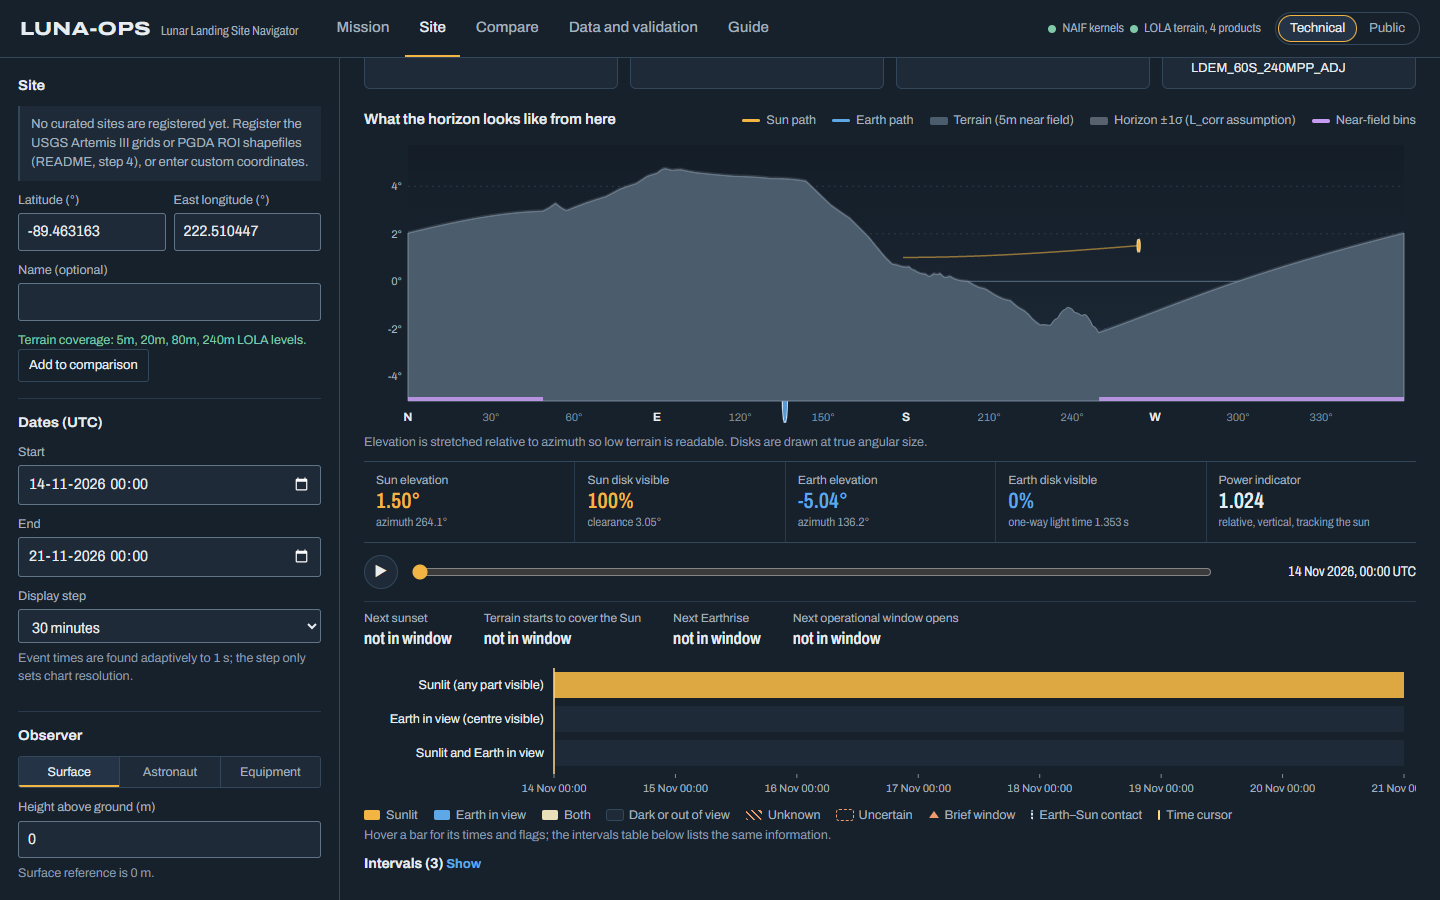 LUNA-OPS Lunar Landing Site Navigator Mission Site Compare Data and validation Guide NAIF kernels LOLA terrain, 4 products Technical Public
Site
No curated sites are registered yet. Register the
USGS Artemis III grids or PGDA ROI shapefiles
(README, step 4), or enter custom coordinates.
Latitude (°) East longitude (°)
-89.463163 222.510447
Name (optional)
Terrain coverage: 5m, 20m, 80m, 240m LOLA levels.
Add to comparison
Dates (UTC)
Start
14-11-2026 00:00
End
21-11-2026 00:00
Display step
30 minutes
Event times are found adaptively to 1 s; the step only
sets chart resolution.
Observer
Surface Astronaut Equipment
Height above ground (m)
0
Surface reference is 0 m.
LDEM_60S_240MPP_ADJ
What the horizon looks like from here
Sun path Earth path Terrain (5m near field) Horizon ±1σ (L_corr assumption) Near-field bins
4°
2°
0°
-2°
-4°
N 30° 60° E 120° 150° S 210° 240° W 300° 330°
Elevation is stretched relative to azimuth so low terrain is readable. Disks are drawn at true angular size.
Sun elevation
1.50°
azimuth 264.1°
Sun disk visible
100%
clearance 3.05°
Earth elevation
-5.04°
azimuth 136.2°
Earth disk visible
0%
one-way light time 1.353 s
Power indicator
1.024
relative, vertical, tracking the sun
14 Nov 2026, 00:00 UTC
Next sunset
not in window
Terrain starts to cover the Sun
not in window
Next Earthrise
not in window
Next operational window opens
not in window
Sunlit (any part visible)
Earth in view (centre visible)
Sunlit and Earth in view
14 Nov 00:00 15 Nov 00:00 16 Nov 00:00 17 Nov 00:00 18 Nov 00:00 19 Nov 00:00 20 Nov 00:00 21 Nov 0
Sunlit Earth in view Both Dark or out of view Unknown Uncertain Brief window Earth–Sun contact Time cursor
Hover a bar for its times and flags; the intervals table below lists the same information.
Intervals (3) Show